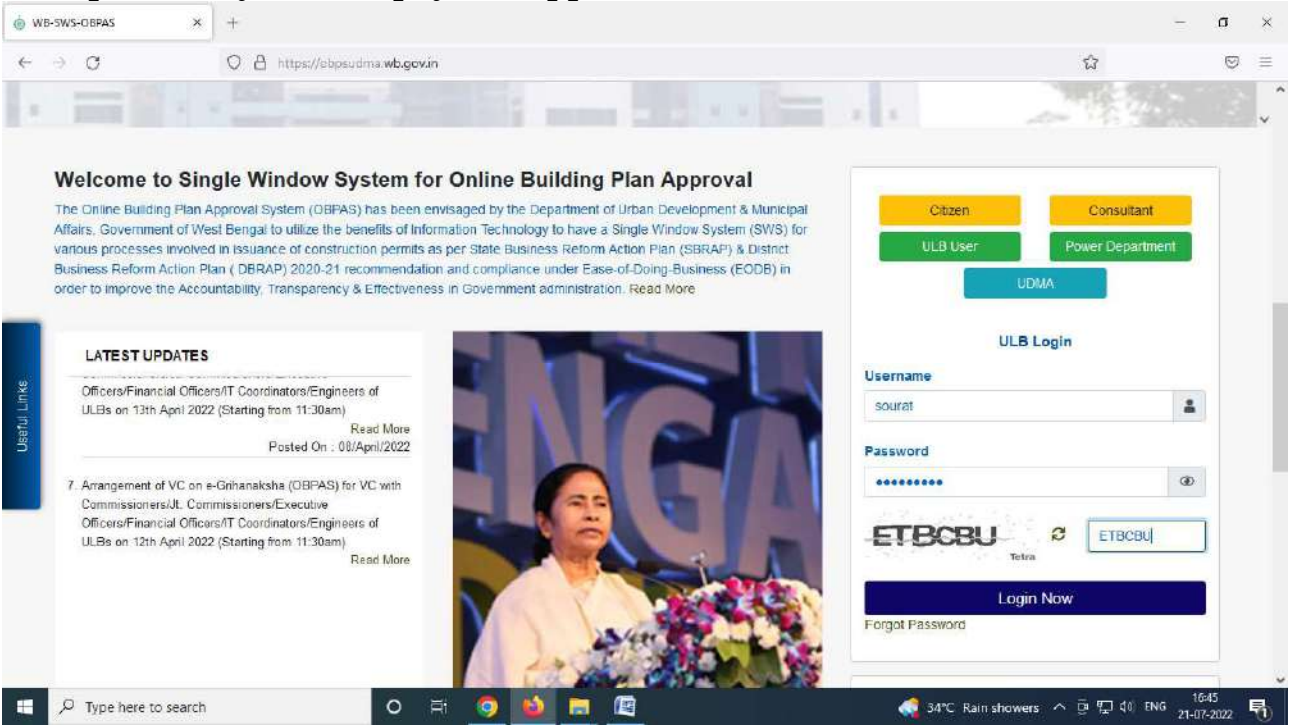 WB-SWS-OBPAS
https://ebpsudma.wb.gov.in
Welcome to Single Window System for Online Building Plan Approval
The Online Building Plan Approval System (OBPAS) has been envisaged by the Department of Urban Development & Municipal
Affairs, Government of West Bengal to utilize the benefits of Information Technology to have a Single Window System (SWS) for
various processes involved in issuance of construction permits as per State Business Reform Action Plan (SBRAP) & District
Business Reform Action Plan ( DBRAP) 2020-21 recommendation and compliance under Ease-of-Doing-Business (EODB) in
order to improve the Accountability, Transparency & Effectiveness in Government administration. Read More
Useful Links
LATEST UPDATES
Officers/Financial Officers/IT Coordinators/Engineers of
ULBs on 13th April 2022 (Starting from 11:30am)
Read More
Posted On : 08/April/2022
7. Arrangement of VC on e-Grihanaksha (OBPAS) for VC with
Commissioners/Jt. Commissioners/Executive
Officers/Financial Officers/IT Coordinators/Engineers of
ULBs on 12th April 2022 (Starting from 11:30am)
Read More
ENGA
Citizen
Consultant
ULB User
Power Department
UDMA
ULB Login
Username
sourat
Password
ETBCBU
Tetra
ETBCBU
Login Now
Forgot Password
Type here to search
34°C Rain showers
ENG
16:45
21-07-2022
1